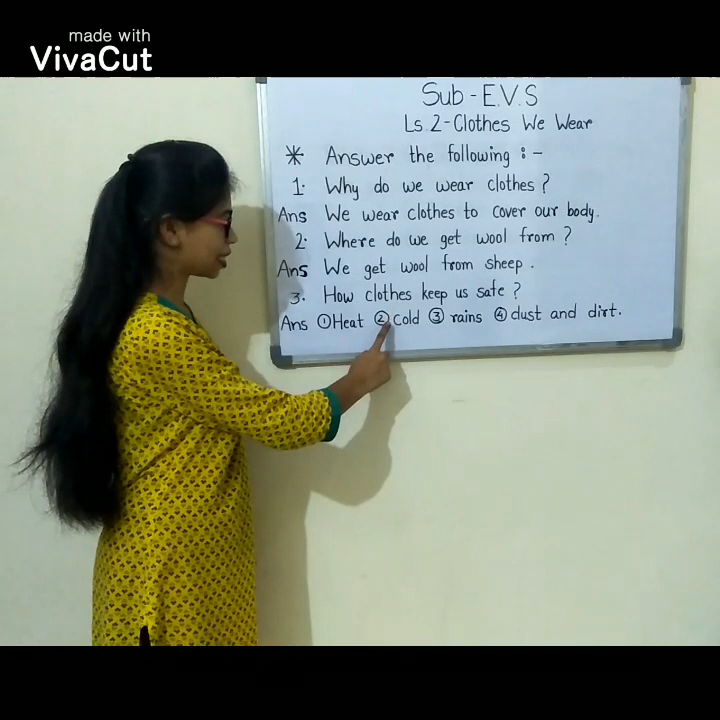 made with
VivaCut
Sub - E.V.S
Ls. 2 - Clothes We Wear
* Answer the following : -
1. Why do we wear clothes ?
Ans We wear clothes to cover our body.
2. Where do we get wool from ?
Ans We get wool from sheep .
3. How clothes keep us safe ?
Ans ① Heat ② Cold ③ rains ④ dust and dirt.